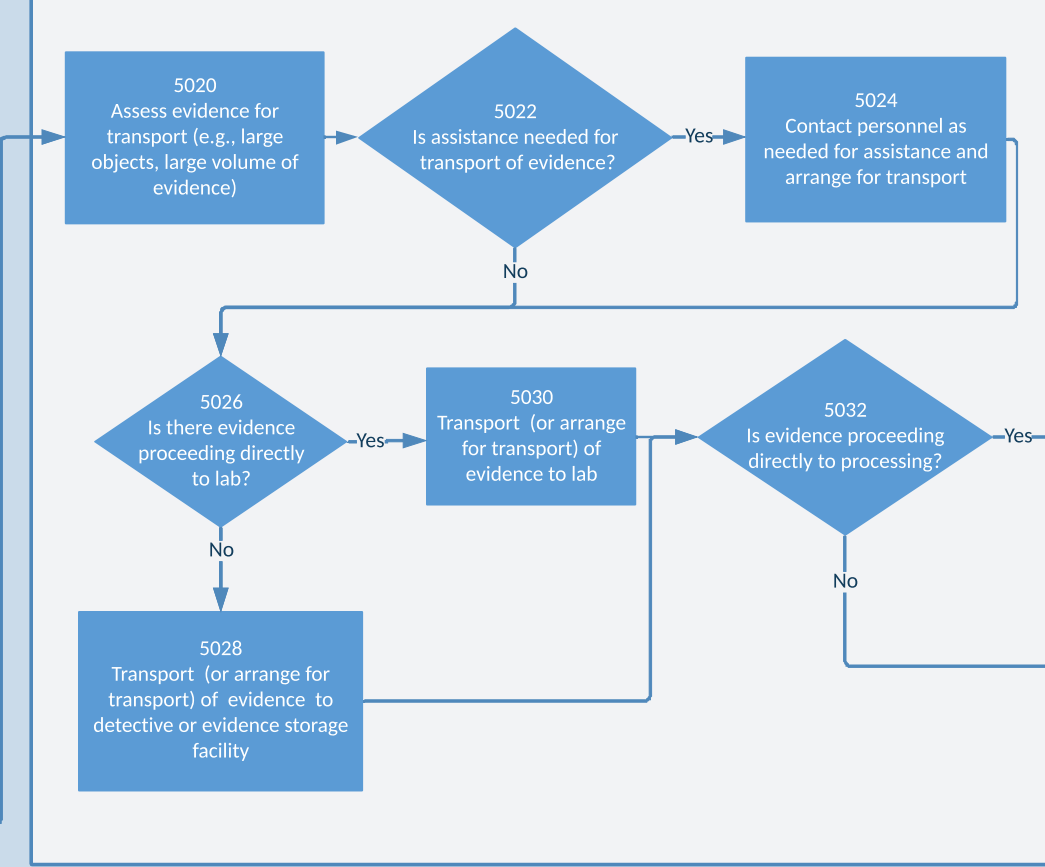 5020
Assess evidence for
transport (e.g., large
objects, large volume of
evidence)
5022
Is assistance needed for
transport of evidence?
Yes
5024
Contact personnel as
needed for assistance and
arrange for transport
No
5026
Is there evidence
proceeding directly
to lab?
Yes
5030
Transport  (or arrange
for transport) of
evidence to lab
5032
Is evidence proceeding
directly to processing?
Yes
No
No
5028
Transport  (or arrange for
transport) of  evidence  to
detective or evidence storage
facility